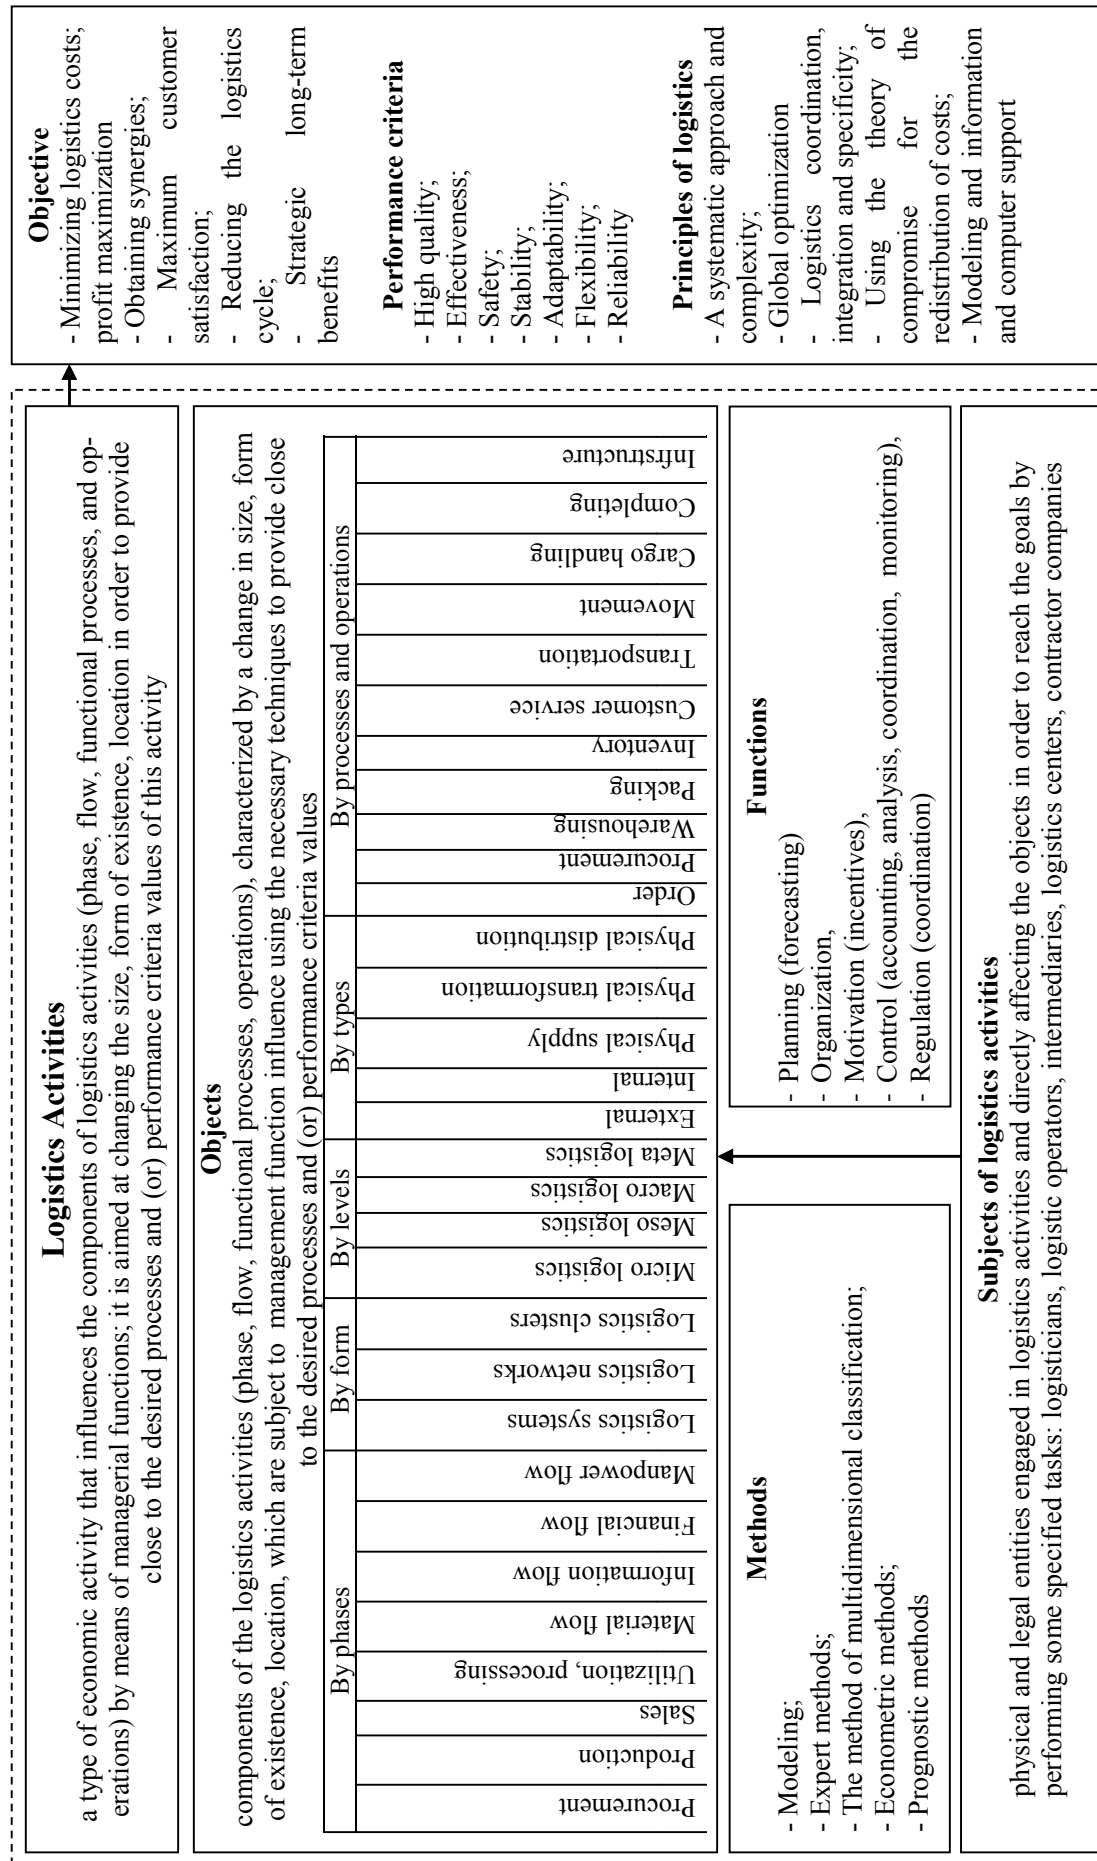 Logistics Activities
a type of economic activity that influences the components of logistics activities (phase, flow, functional processes, and op-
erations) by means of managerial functions; it is aimed at changing the size, form of existence, location in order to provide
close to the desired processes and (or) performance criteria values of this activity
Objects
components of the logistics activities (phase, flow, functional processes, operations), characterized by a change in size, form
of existence, location, which are subject to management function influence using the necessary techniques to provide close
to the desired processes and (or) performance criteria values
By phases
By form
By levels
By types
By processes and operations
Procurement
Production
Sales
Utilization, processing
Material flow
Information flow
Financial flow
Manpower flow
Logistics systems
Logistics networks
Logistics clusters
Micro logistics
Meso logistics
Macro logistics
Meta logistics
External
Internal
Physical supply
Physical transformation
Physical distribution
Order
Procurement
Warehousing
Packing
Inventory
Customer service
Transportation
Movement
Cargo handling
Completing
Infrstructure
Methods
- Modeling;
- Expert methods;
- The method of multidimensional classification;
- Econometric methods;
- Prognostic methods
Functions
- Planning (forecasting)
- Organization,
- Motivation (incentives),
- Control (accounting, analysis, coordination, monitoring),
- Regulation (coordination)
Subjects of logistics activities
physical and legal entities engaged in logistics activities and directly affecting the objects in order to reach the goals by
performing some specified tasks: logisticians, logistic operators, intermediaries, logistics centers, contractor companies
Objective
- Minimizing logistics costs;
profit maximization
- Obtaining synergies;
- Maximum customer
satisfaction;
- Reducing the logistics
cycle;
- Strategic long-term
benefits
Performance criteria
- High quality;
- Effectiveness;
- Safety;
- Stability;
- Adaptability;
- Flexibility;
- Reliability
Principles of logistics
- A systematic approach and
complexity;
- Global optimization
- Logistics coordination,
integration and specificity;
- Using the theory of
compromise for the
redistribution of costs;
- Modeling and information
and computer support